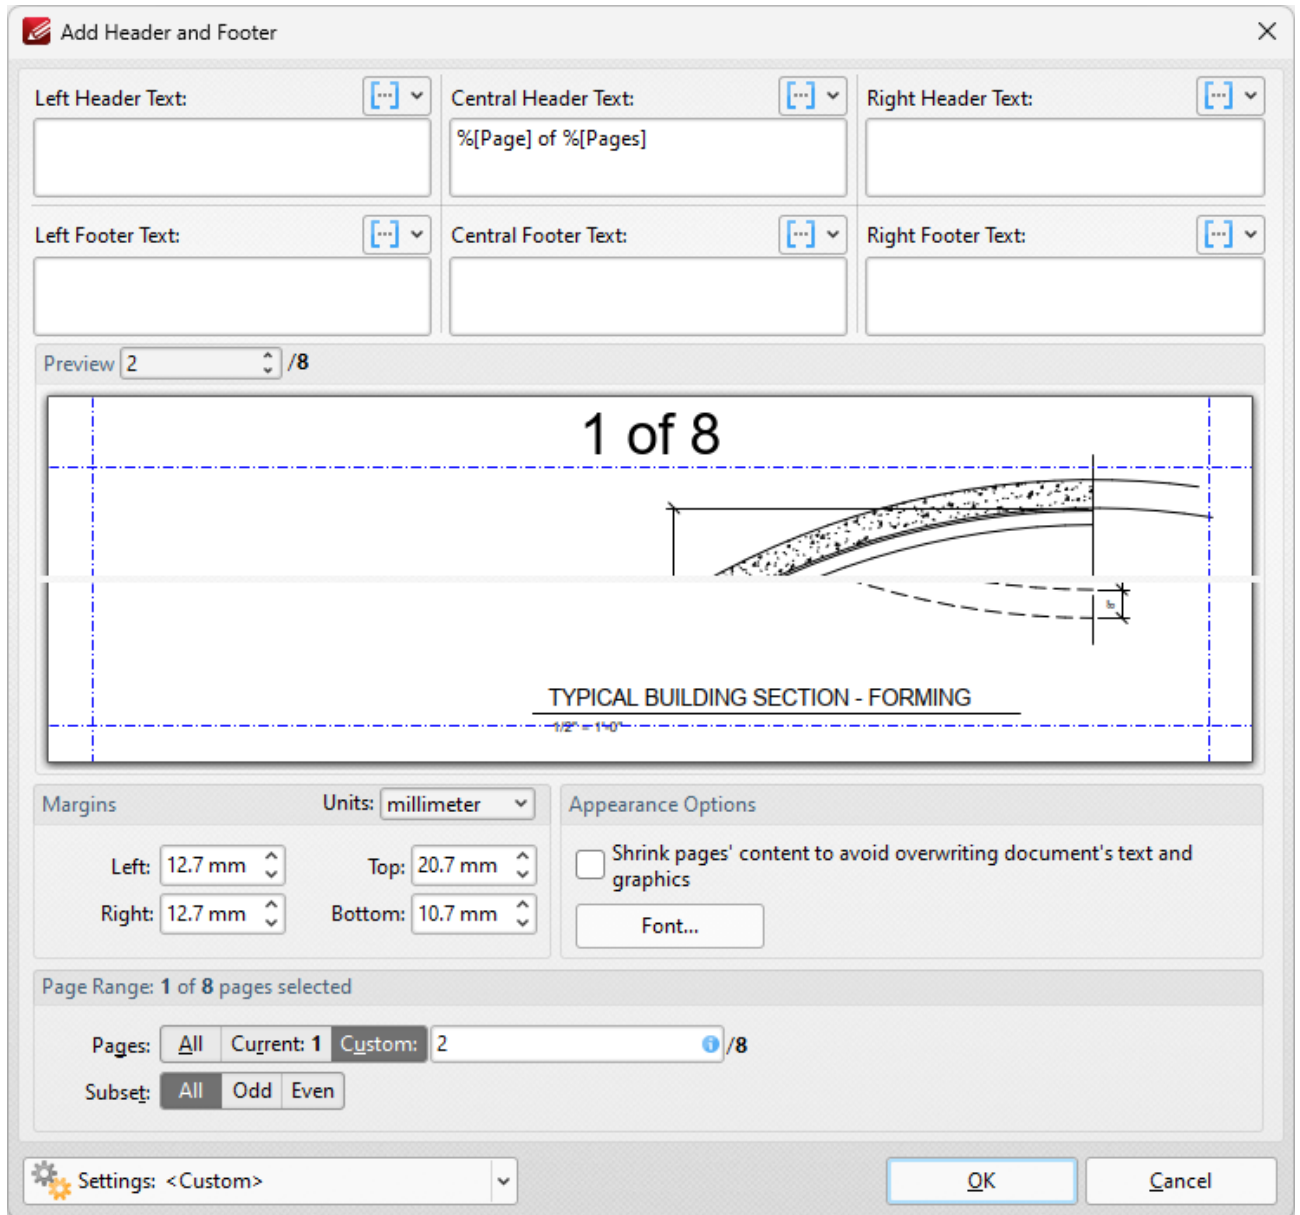 Add Header and Footer
Left Header Text:
Central Header Text:
Right Header Text:
%[Page] of %[Pages]
Left Footer Text:
Central Footer Text:
Right Footer Text:
Preview 2 /8
1 of 8
TYPICAL BUILDING SECTION - FORMING
1/2" = 1'-0"
Margins
Units: millimeter
Appearance Options
Left: 12.7 mm
Top: 20.7 mm
Right: 12.7 mm
Bottom: 10.7 mm
Shrink pages' content to avoid overwriting document's text and
graphics
Font...
Page Range: 1 of 8 pages selected
Pages: All Current: 1 Custom: 2 /8
Subset: All Odd Even
Settings: <Custom>
OK
Cancel